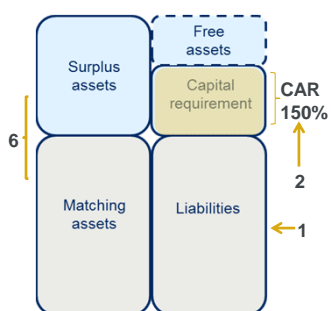 Free
assets
Surplus
assets
Capital
requirement
CAR
150%
6
2
Matching
assets
Liabilities
1